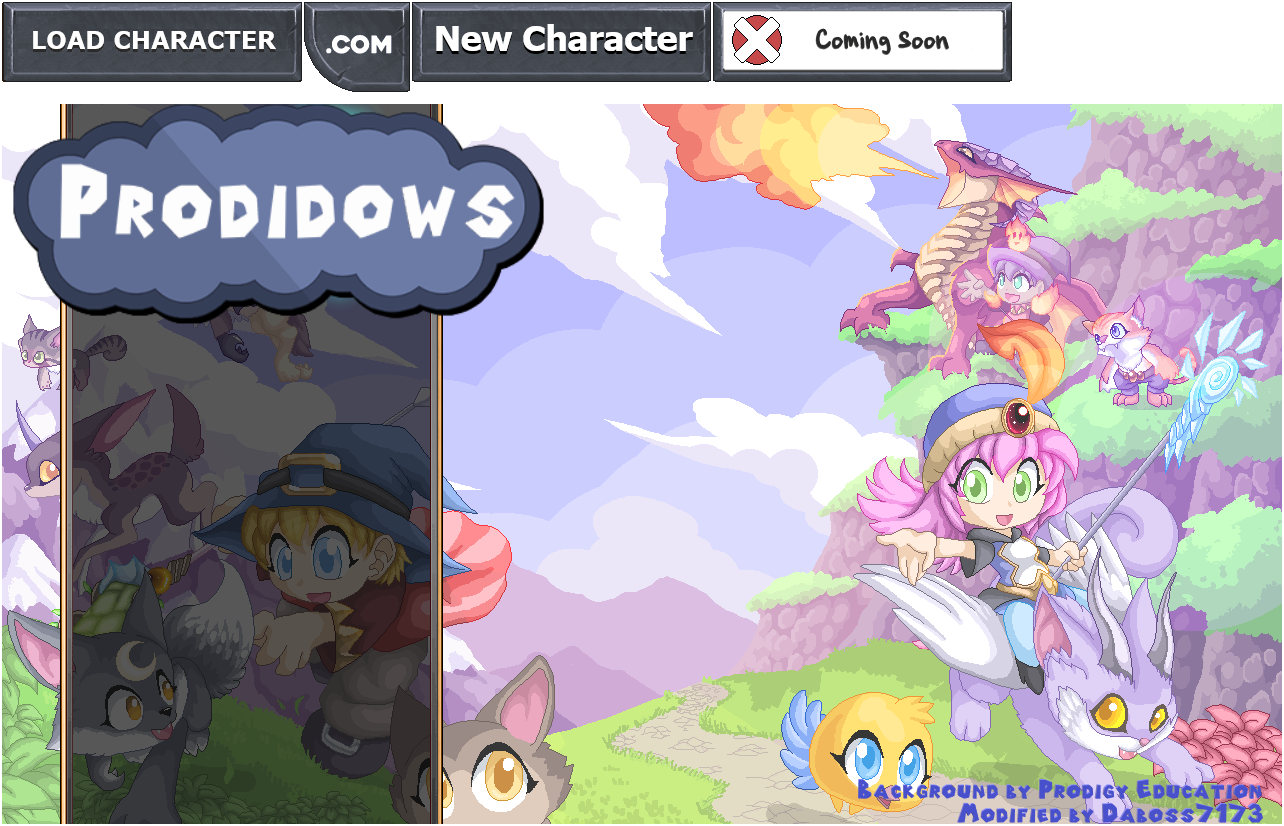 LOAD CHARACTER
.COM
New Character
Coming Soon
PRODIDOWS
BACKGROUND BY PRODIGY EDUCATION
MODIFIED BY DABOSS7173